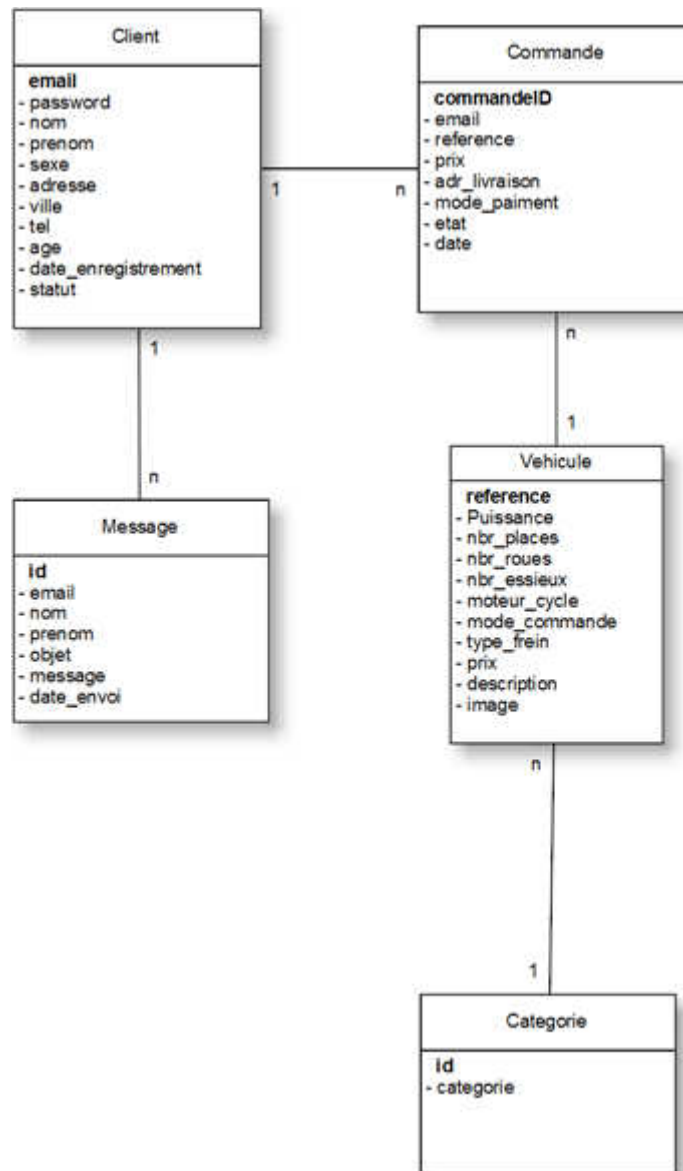 Client
email
- password
- nom
- prenom
- sexe
- adresse
- ville
- tel
- age
- date_enregistrement
- statut
1
n
Commande
commandeID
- email
- reference
- prix
- adr_livraison
- mode_paiment
- etat
- date
1
n
n
1
Message
id
- email
- nom
- prenom
- objet
- message
- date_envoi
Vehicule
reference
- Puissance
- nbr_places
- nbr_roues
- nbr_essieux
- moteur_cycle
- mode_commande
- type_frein
- prix
- description
- image
n
1
Categorie
id
- categorie